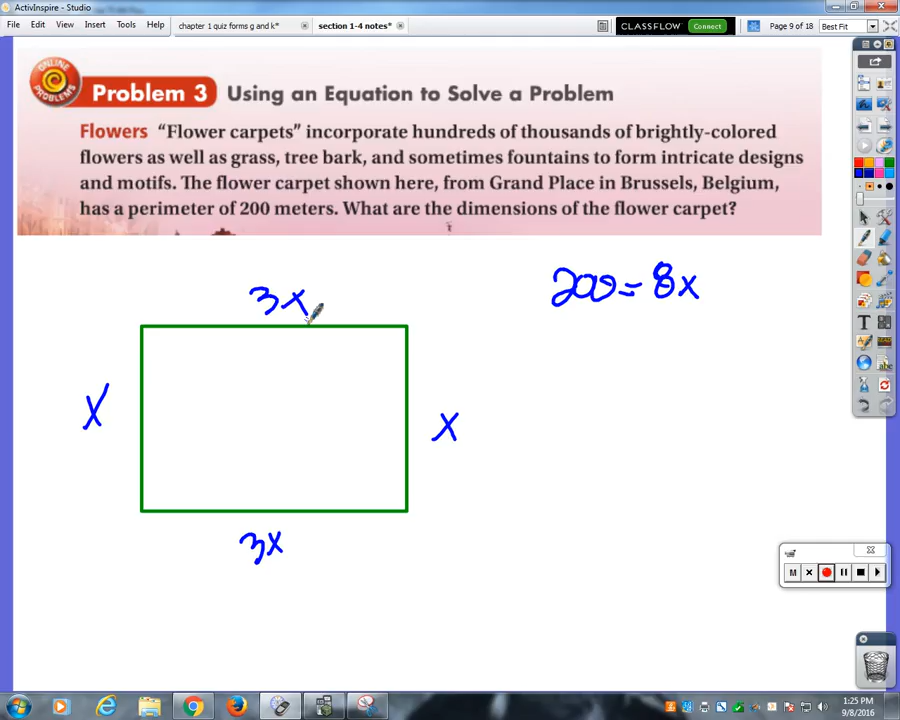 ActivInspire - Studio
File Edit View Insert Tools Help
chapter 1 quiz forms g and k*
section 1-4 notes*
CLASSFLOW Connect
Page 9 of 18
Best Fit
ONLINE PROBLEMS
Problem 3 Using an Equation to Solve a Problem
Flowers "Flower carpets" incorporate hundreds of thousands of brightly-colored
flowers as well as grass, tree bark, and sometimes fountains to form intricate designs
and motifs. The flower carpet shown here, from Grand Place in Brussels, Belgium,
has a perimeter of 200 meters. What are the dimensions of the flower carpet?
200=8x
3x
x
x
3x
M
1:25 PM
9/8/2016